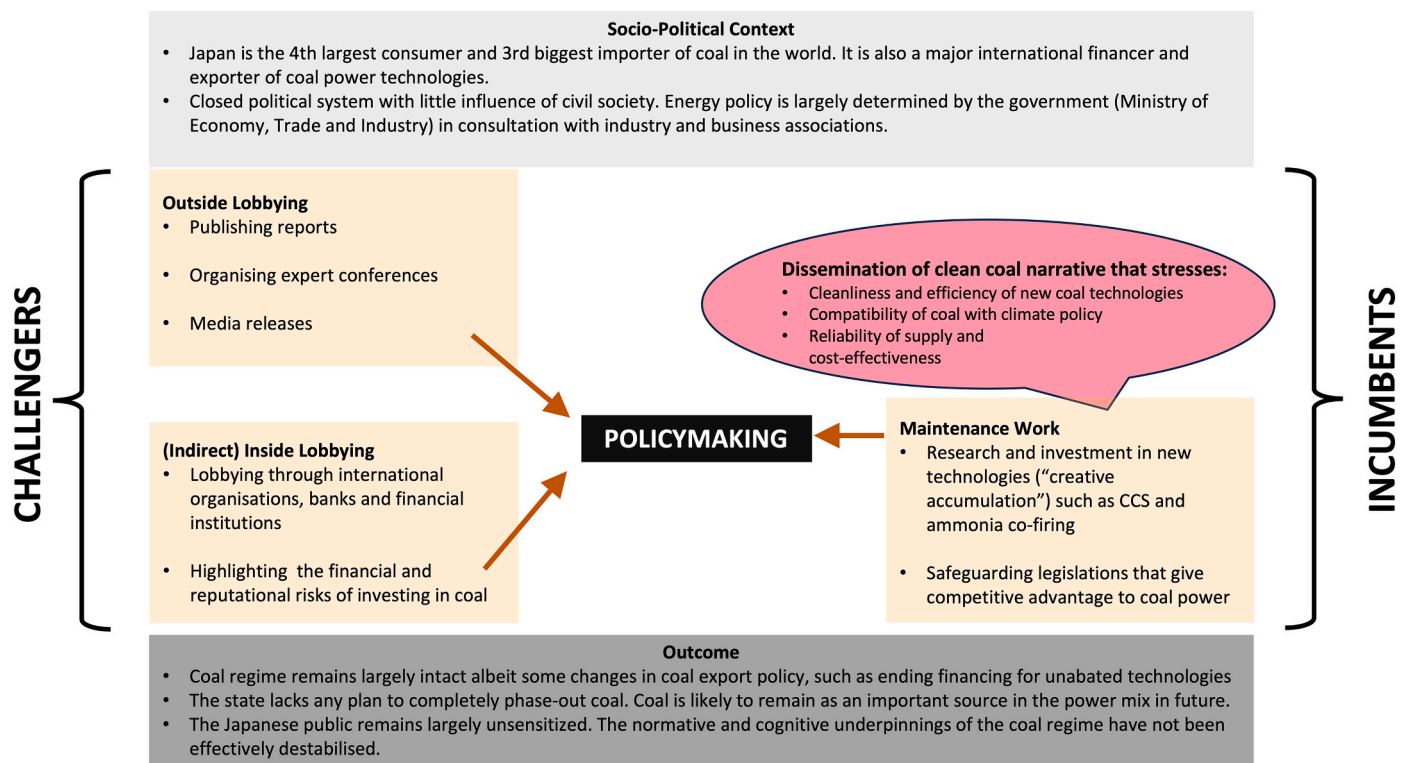 Socio-Political Context
• Japan is the 4th largest consumer and 3rd biggest importer of coal in the world. It is also a major international financer and
exporter of coal power technologies.
• Closed political system with little influence of civil society. Energy policy is largely determined by the government (Ministry of
Economy, Trade and Industry) in consultation with industry and business associations.
CHALLENGERS
Outside Lobbying
• Publishing reports
• Organising expert conferences
• Media releases
(Indirect) Inside Lobbying
• Lobbying through international
organisations, banks and financial
institutions
• Highlighting the financial and
reputational risks of investing in coal
POLICYMAKING
Dissemination of clean coal narrative that stresses:
• Cleanliness and efficiency of new coal technologies
• Compatibility of coal with climate policy
• Reliability of supply and
cost-effectiveness
Maintenance Work
• Research and investment in new
technologies (“creative
accumulation”) such as CCS and
ammonia co-firing
• Safeguarding legislations that give
competitive advantage to coal power
INCUMBENTS
Outcome
• Coal regime remains largely intact albeit some changes in coal export policy, such as ending financing for unabated technologies
• The state lacks any plan to completely phase-out coal. Coal is likely to remain as an important source in the power mix in future.
• The Japanese public remains largely unsensitized. The normative and cognitive underpinnings of the coal regime have not been
effectively destabilised.